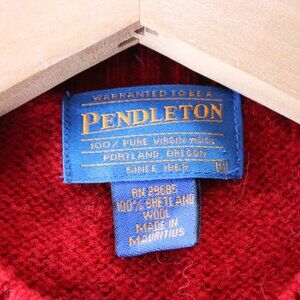 WARRANTED TO BE A
PENDLETON
100% PURE VIRGIN WOOL
PORTLAND, OREGON
SINCE 1863
M
RN 29685
100% SHETLAND
WOOL
MADE IN
MAURITIUS